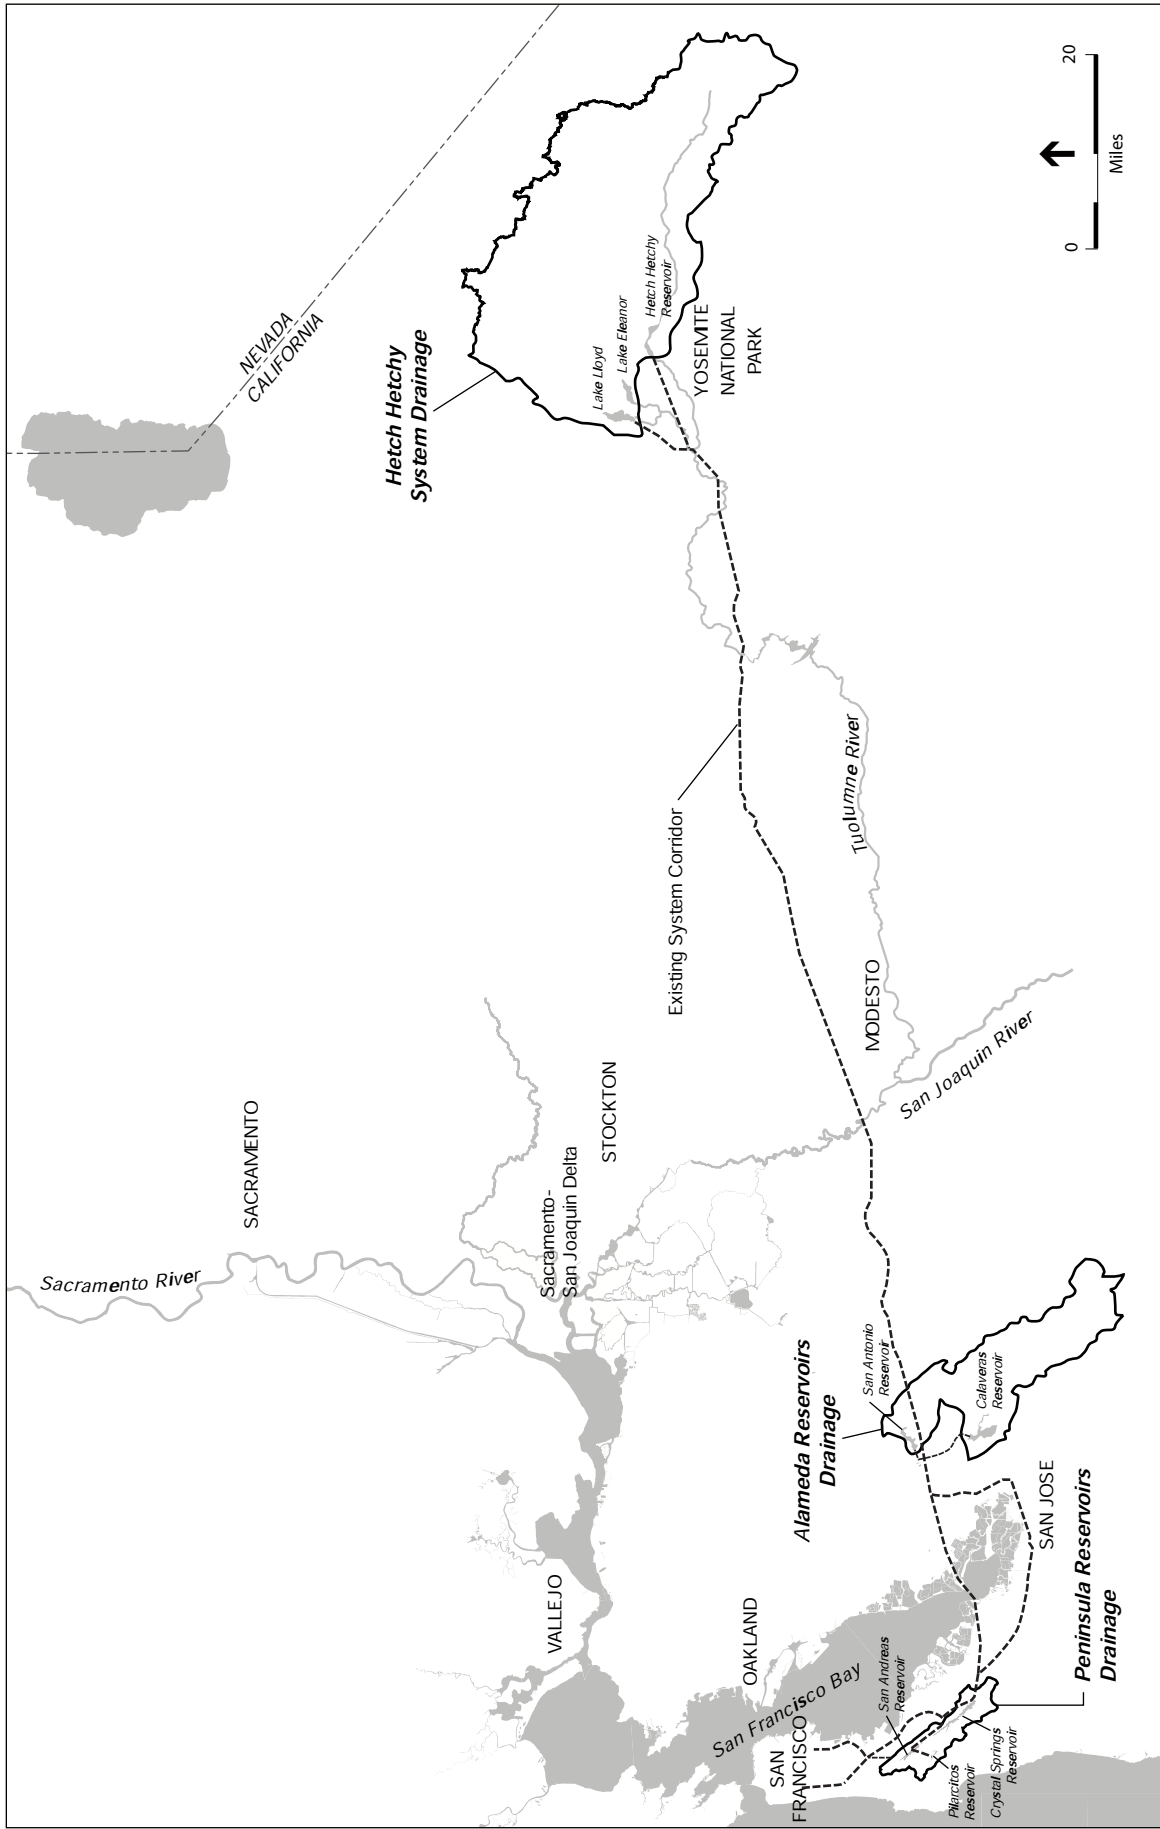 NEVADA
CALIFORNIA
Hetch Hetchy
System Drainage
Lake Lloyd
Lake Eleanor
Hetch Hetchy
Reservoir
YOSEMITE
NATIONAL
PARK
0
20
Miles
Existing System Corridor
Tuolumne River
MODESTO
San Joaquin River
SACRAMENTO
Sacramento River
Sacramento-
San Joaquin Delta
STOCKTON
Alameda Reservoirs
Drainage
San Antonio
Reservoir
Calaveras
Reservoir
VALLEJO
OAKLAND
San Francisco Bay
SAN
FRANCISCO
SAN JOSE
San Andreas
Reservoir
Pilarcitos
Reservoir
Crystal Springs
Reservoir
Peninsula Reservoirs
Drainage